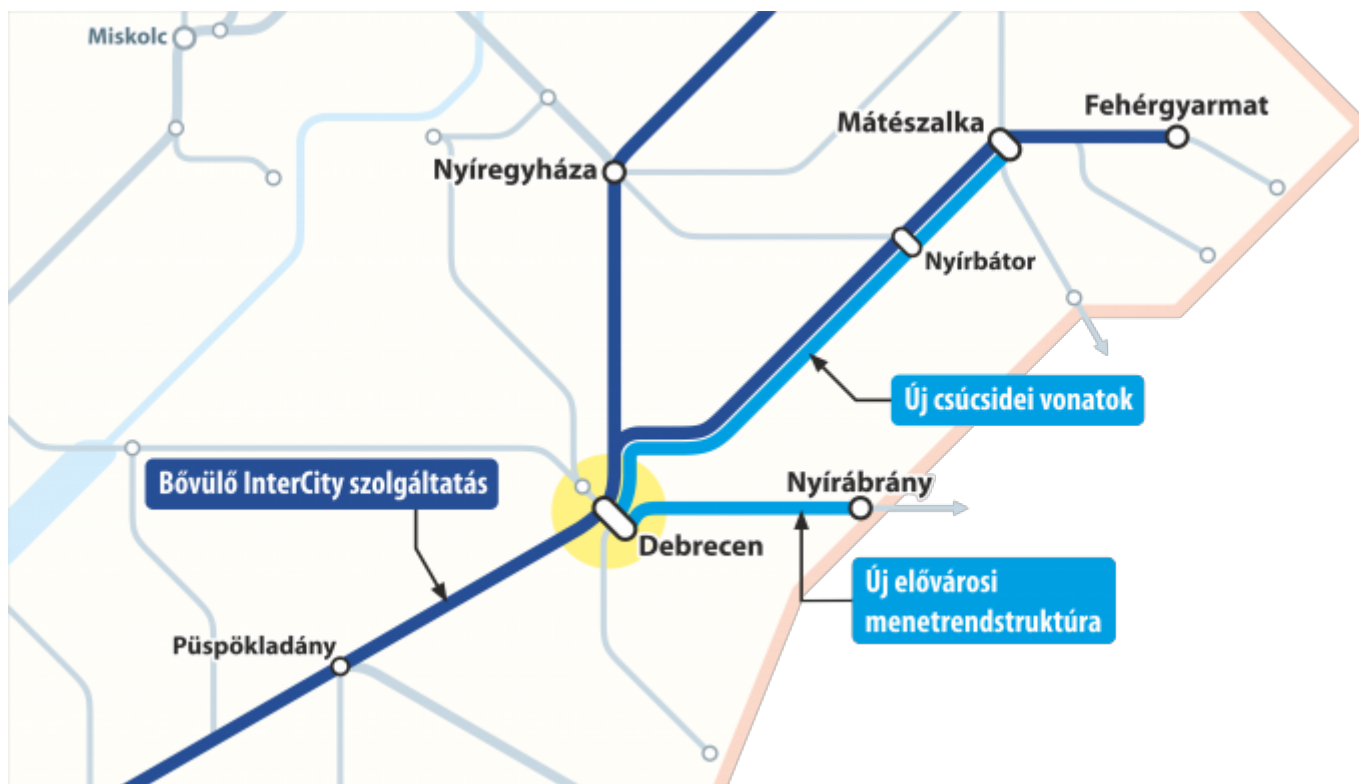 Miskolc
Fehérgyarmat
Mátészalka
Nyíregyháza
Nyírbátor
Új csúcsidei vonatok
Bővülő InterCity szolgáltatás
Nyírábrány
Debrecen
Új elővárosi
menetrendstruktúra
Püspökladány